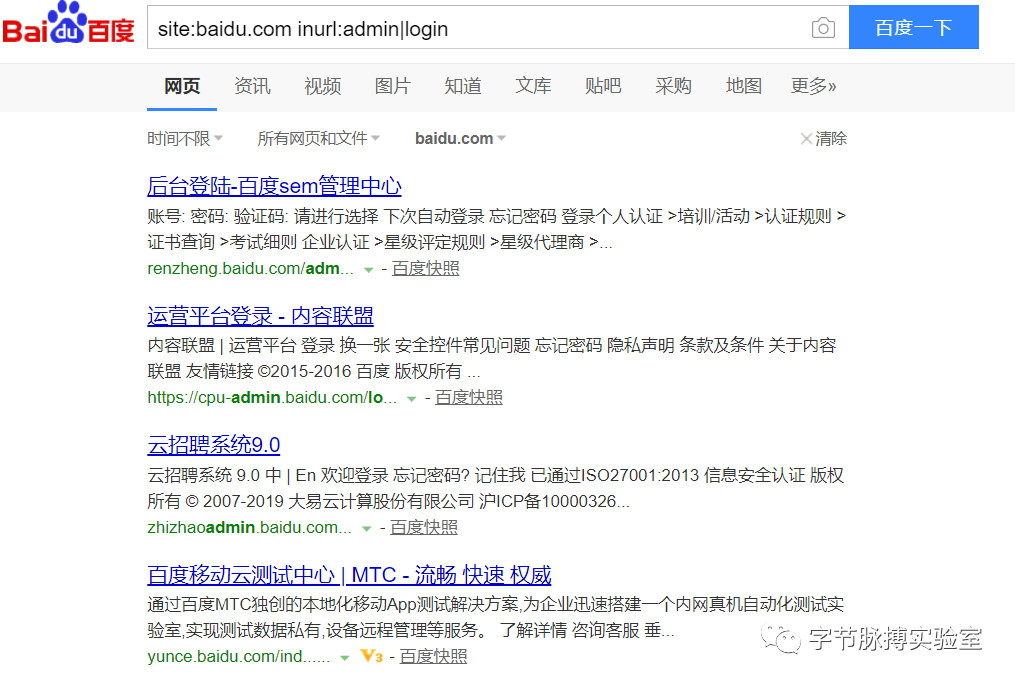 Bai du 百度
site:baidu.com inurl:admin|login
百度一下
网页 资讯 视频 图片 知道 文库 贴吧 采购 地图 更多»
时间不限 所有网页和文件 baidu.com 清除
后台登陆-百度sem管理中心
账号: 密码: 验证码: 请进行选择 下次自动登录 忘记密码 登录个人认证 >培训/活动 >认证规则 >
证书查询 >考试细则 企业认证 >星级评定规则 >星级代理商 >...
renzheng.baidu.com/adm... - 百度快照
运营平台登录 - 内容联盟
内容联盟 | 运营平台 登录 换一张 安全控件常见问题 忘记密码 隐私声明 条款及条件 关于内容
联盟 友情链接 ©2015-2016 百度 版权所有 ...
https://cpu-admin.baidu.com/lo... - 百度快照
云招聘系统9.0
云招聘系统 9.0 中 | En 欢迎登录 忘记密码? 记住我 已通过ISO27001:2013 信息安全认证 版权
所有 © 2007-2019 大易云计算股份有限公司 沪ICP备10000326...
zhizhaoadmin.baidu.com... - 百度快照
百度移动云测试中心 | MTC - 流畅 快速 权威
通过百度MTC独创的本地化移动App测试解决方案,为企业迅速搭建一个内网真机自动化测试实
验室,实现测试数据私有,设备远程管理等服务。 了解详情 咨询客服 垂...
yunce.baidu.com/ind...... V3 - 百度快照
字节脉搏实验室